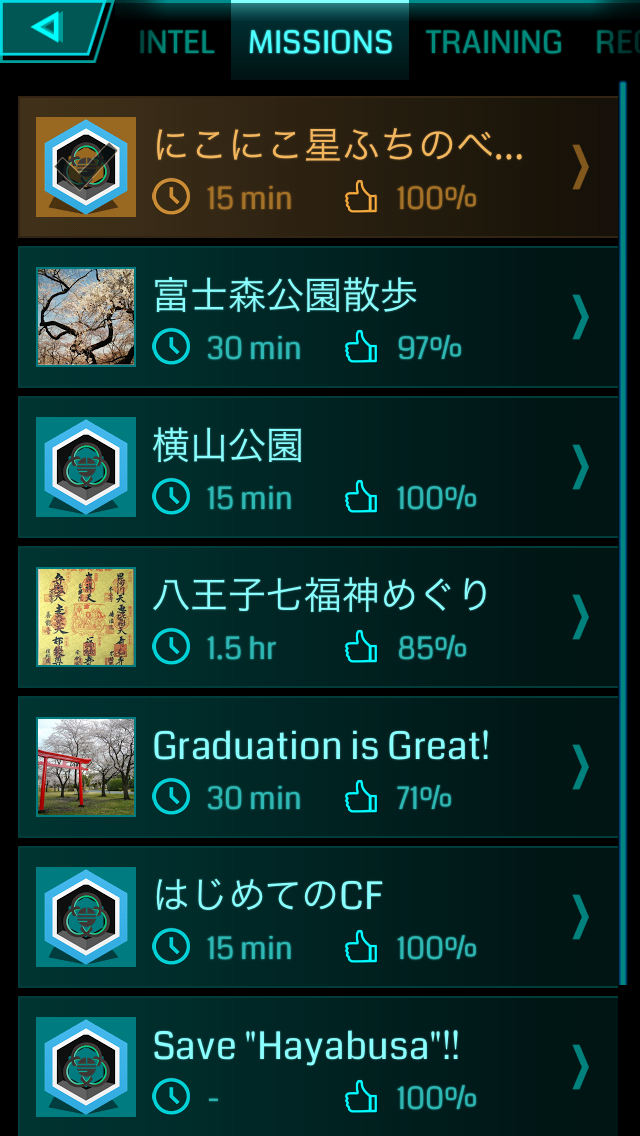 INTEL MISSIONS TRAINING
にこにこ星ふちのべ...
15 min 100%
富士森公園散歩
30 min 97%
横山公園
15 min 100%
八王子七福神めぐり
1.5 hr 85%
Graduation is Great!
30 min 71%
はじめてのCF
15 min 100%
Save "Hayabusa"!!
- 100%